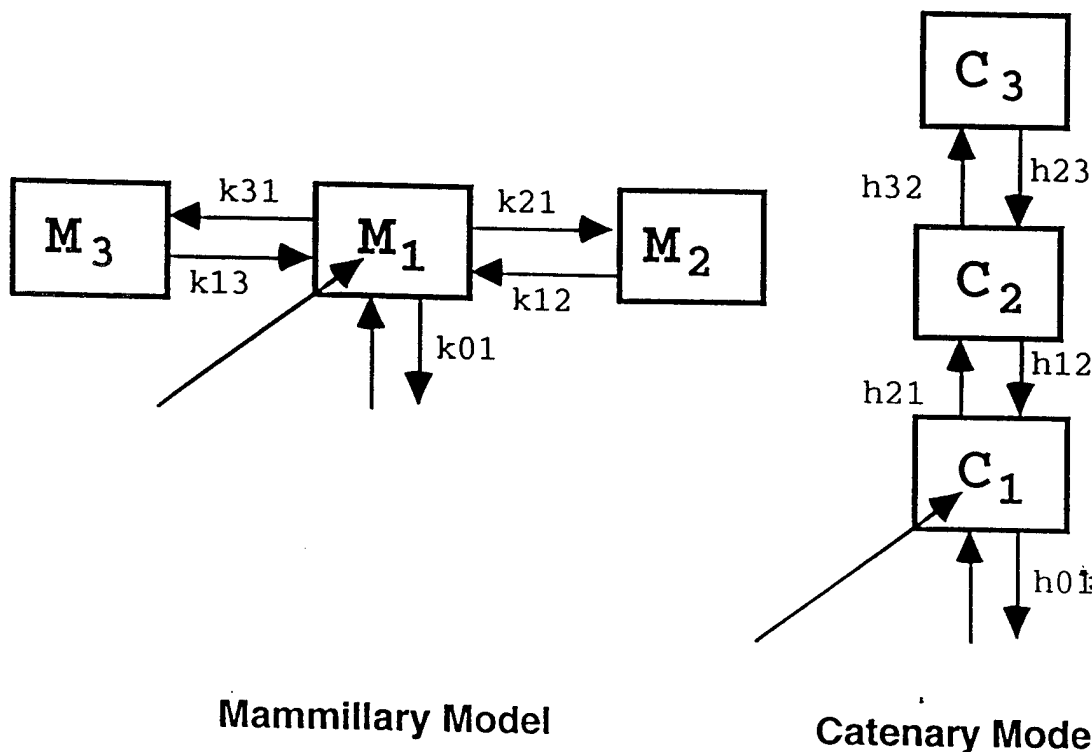 C3
h32
h23
k31
k21
M3
M1
M2
C2
k13
k12
k01
h21
h12
C1
h01
Mammillary Model
Catenary Mode